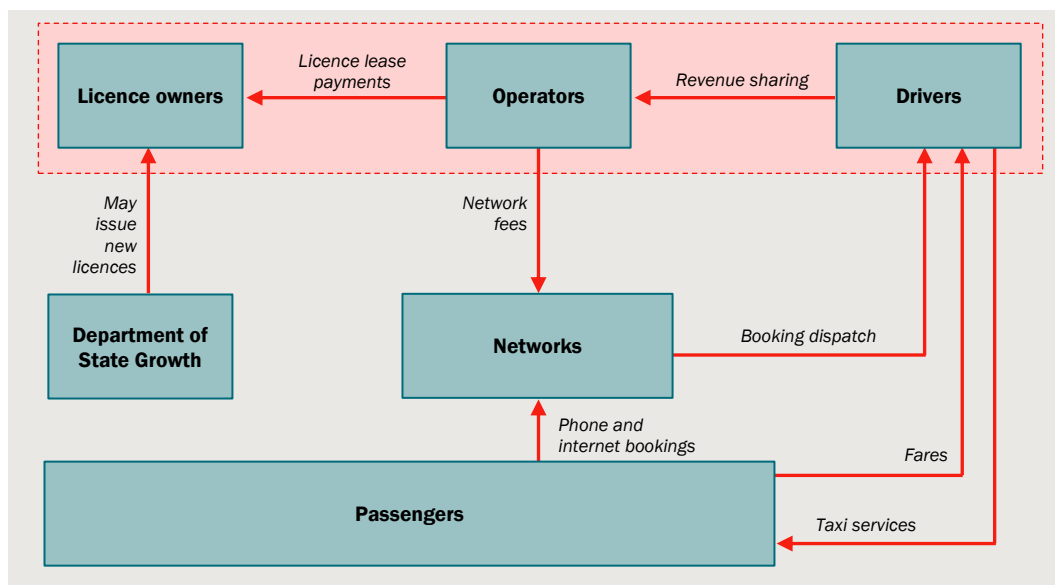 Licence owners
Licence lease
payments
Operators
Revenue sharing
Drivers
May
issue
new
licences
Network
fees
Department of
State Growth
Networks
Booking dispatch
Phone and
internet bookings
Fares
Passengers
Taxi services